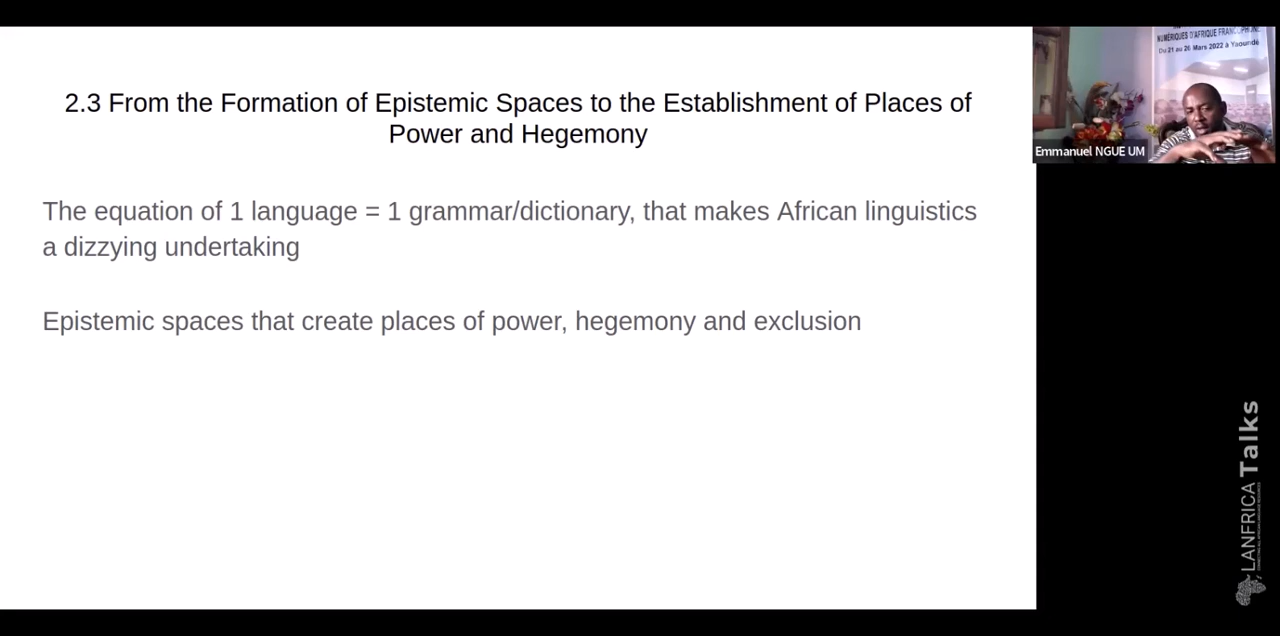 2.3 From the Formation of Epistemic Spaces to the Establishment of Places of
Power and Hegemony
The equation of 1 language = 1 grammar/dictionary, that makes African linguistics
a dizzying undertaking
Epistemic spaces that create places of power, hegemony and exclusion
NUMÉRIQUES D'AFRIQUE FRANCOPHONE
Du 21 au 26 Mars 2022 à Yaoundé
Emmanuel NGUE UM
LANFRICA Talks